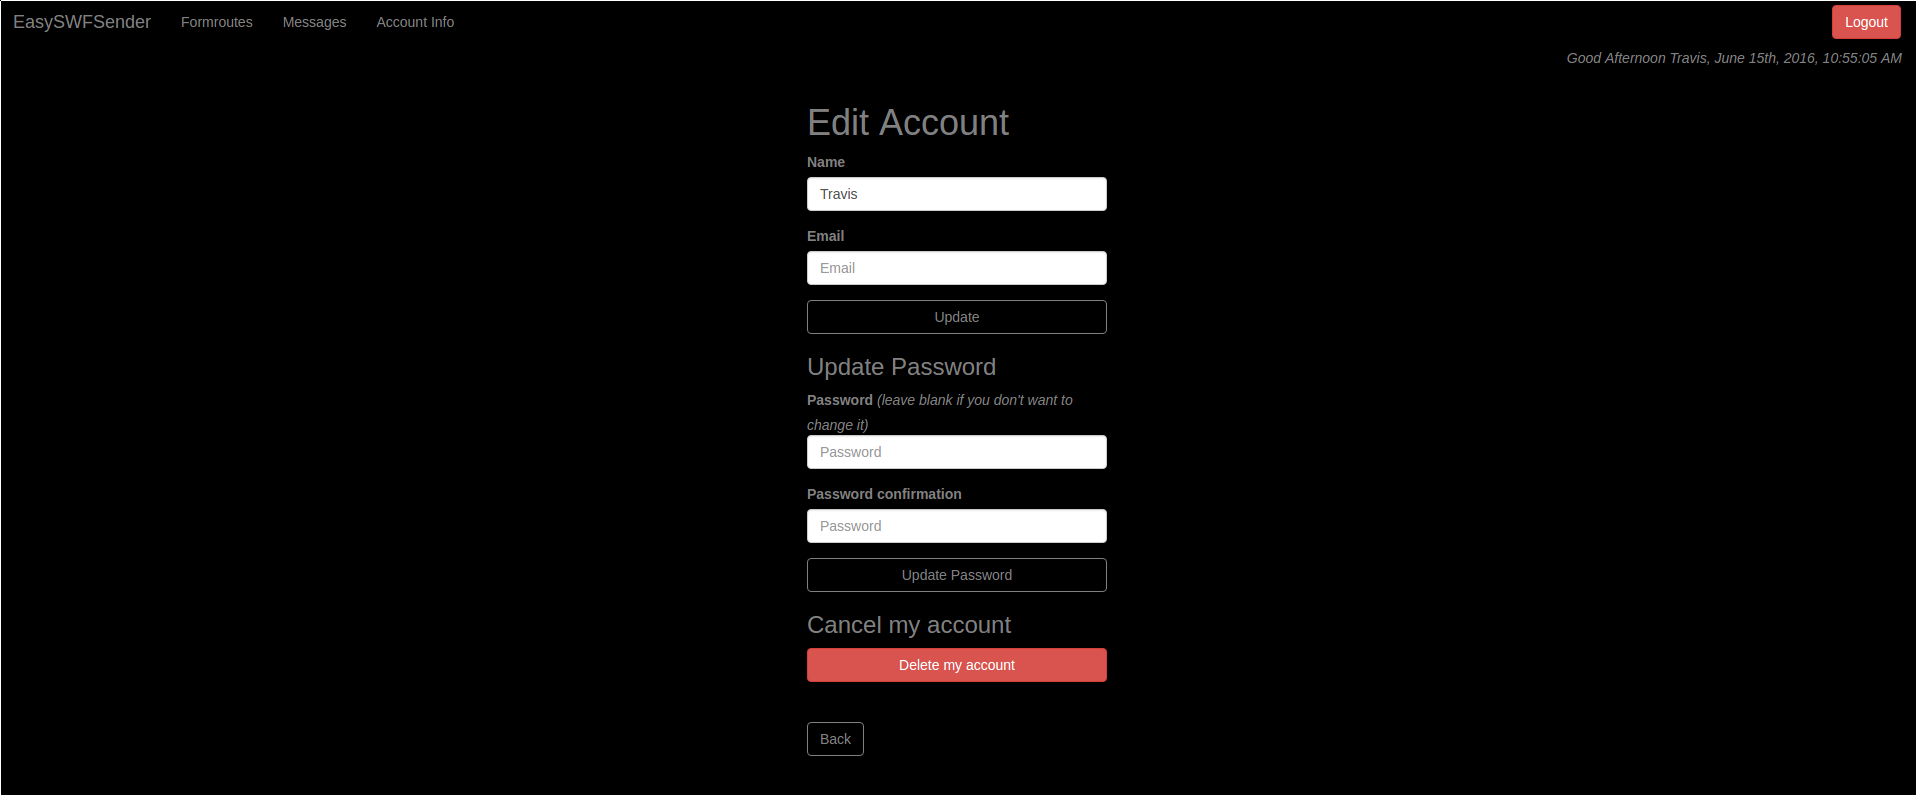 EasySWFSender Formroutes Messages Account Info Logout
Good Afternoon Travis, June 15th, 2016, 10:55:05 AM
Edit Account
Name
Travis
Email
Email
Update
Update Password
Password (leave blank if you don't want to
change it)
Password
Password confirmation
Password
Update Password
Cancel my account
Delete my account
Back